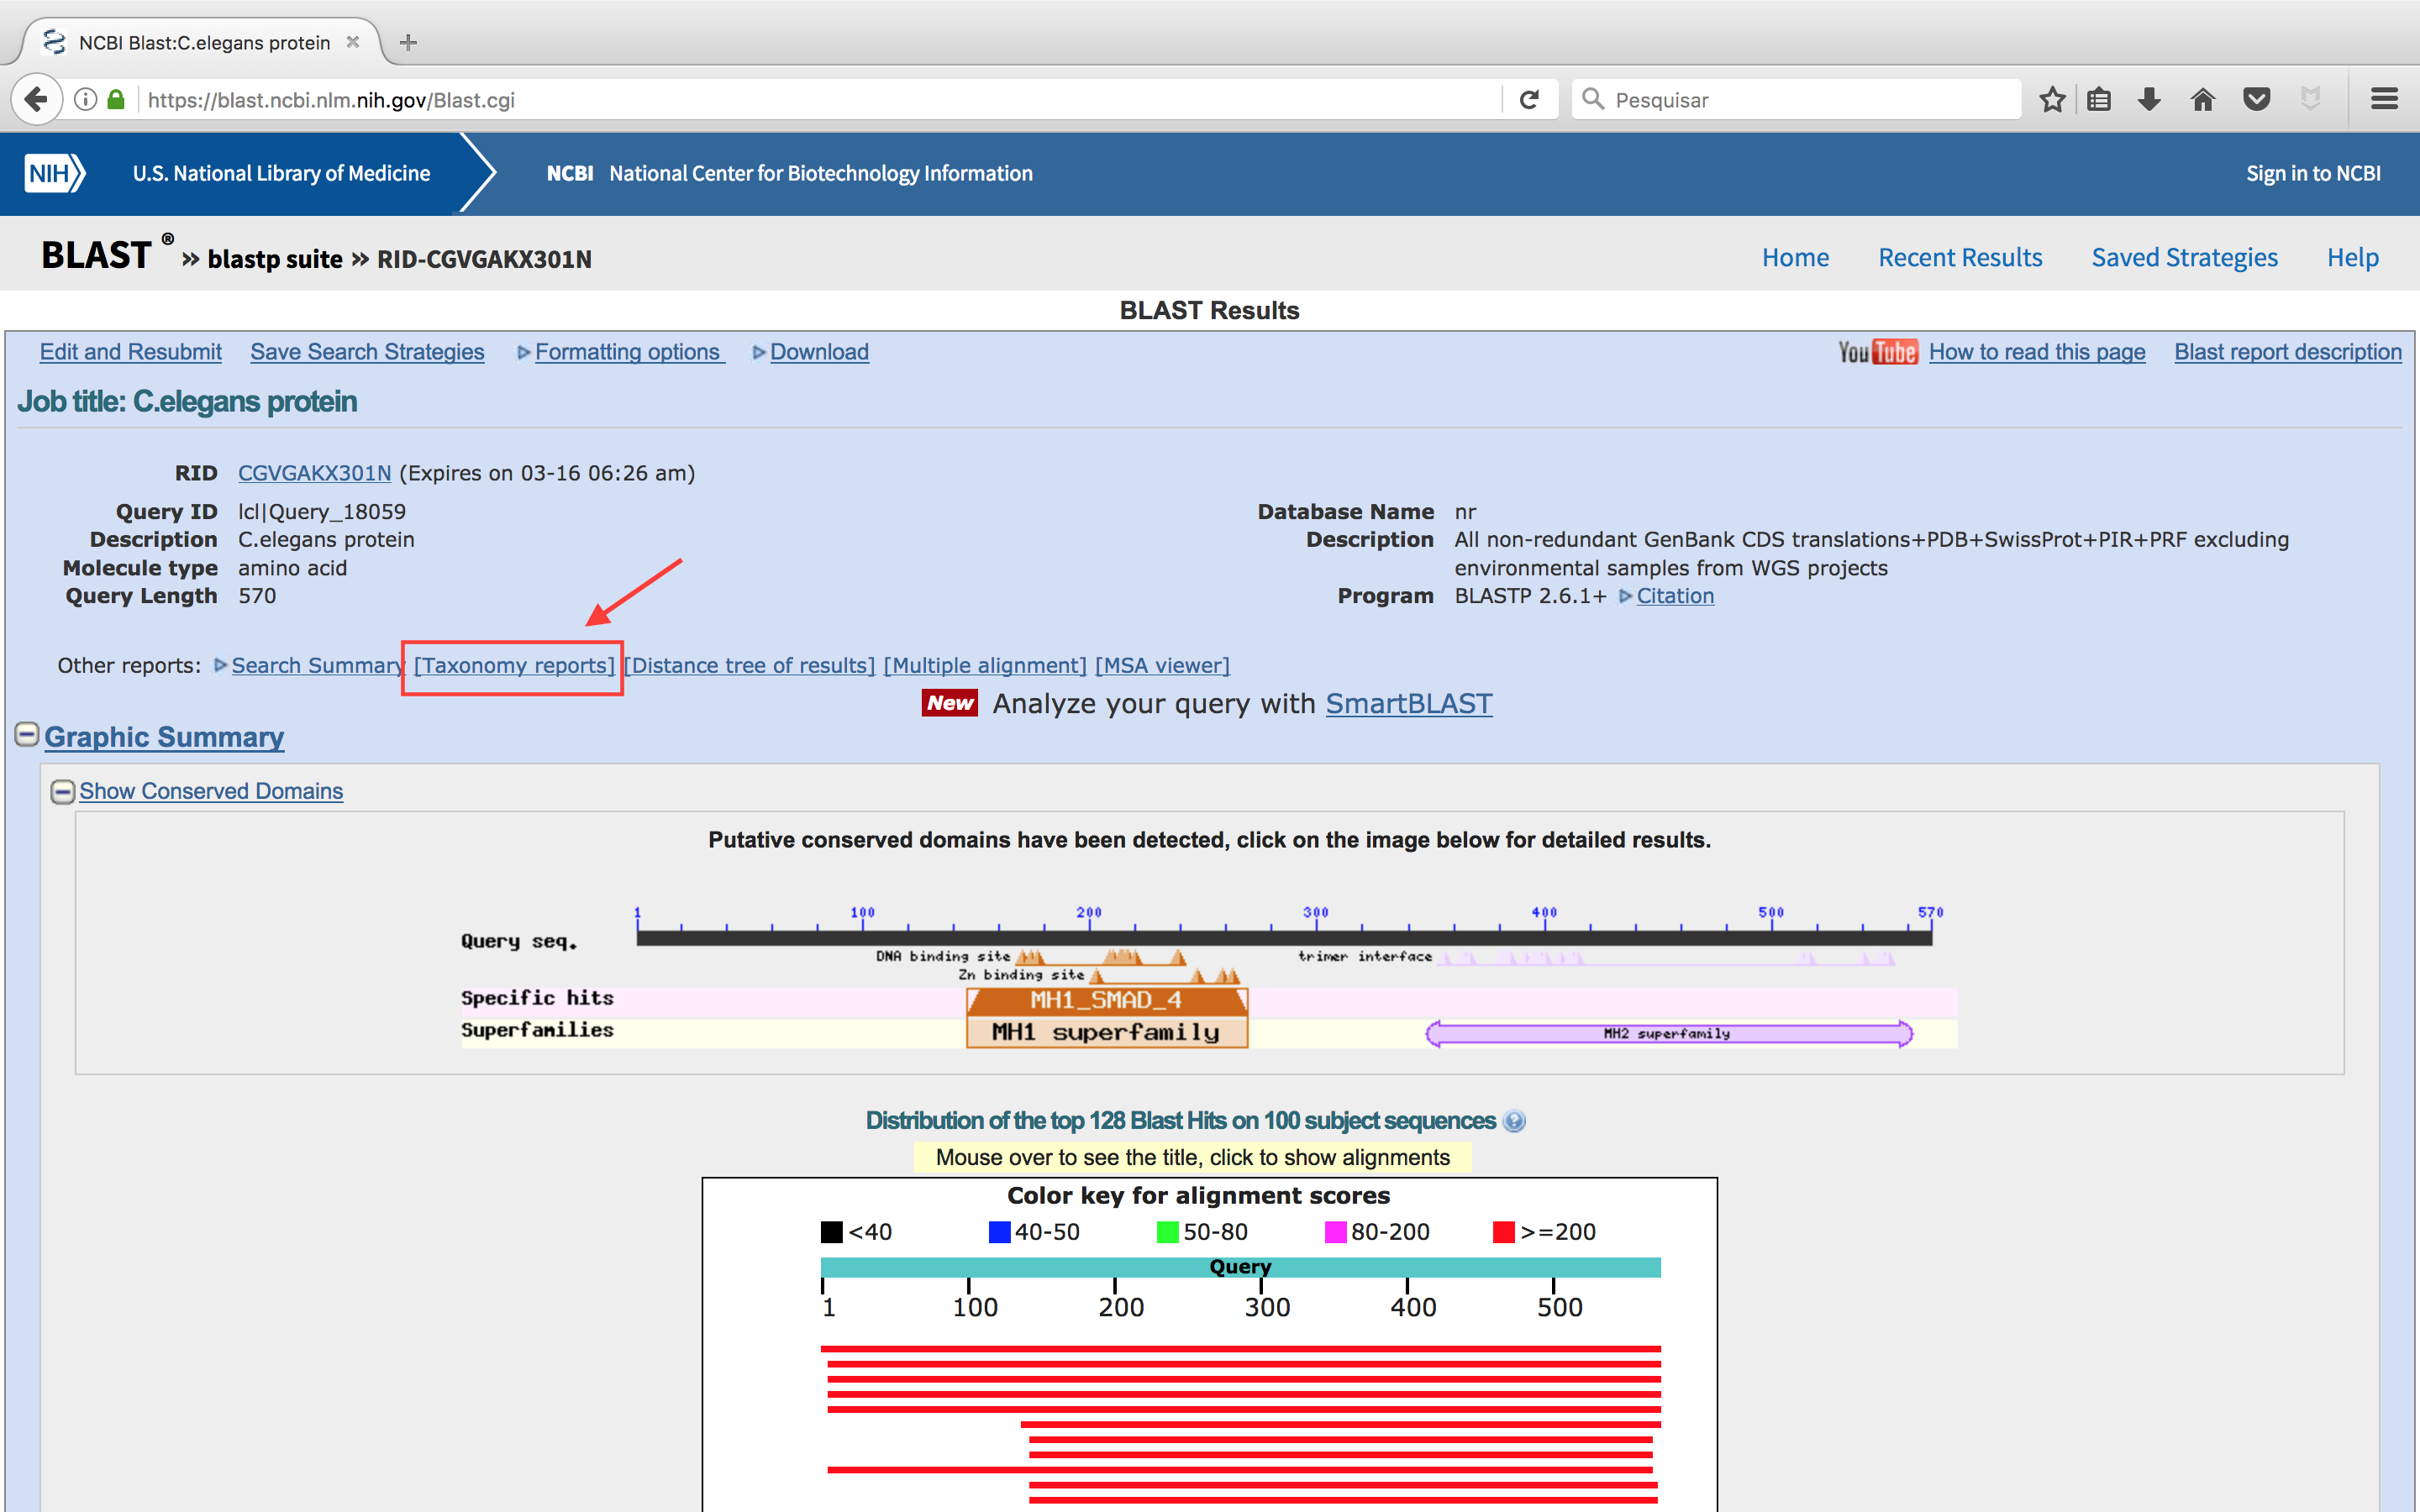 NCBI Blast:C.elegans protein
https://blast.ncbi.nlm.nih.gov/Blast.cgi
Pesquisar
NIH
U.S. National Library of Medicine
NCBI National Center for Biotechnology Information
Sign in to NCBI
BLAST ® » blastp suite » RID-CGVGAKX301N
Home Recent Results Saved Strategies Help
BLAST Results
Edit and Resubmit Save Search Strategies Formatting options Download
YouTube How to read this page Blast report description
Job title: C.elegans protein
RID CGVGAKX301N (Expires on 03-16 06:26 am)
Query ID lcl|Query_18059
Description C.elegans protein
Molecule type amino acid
Query Length 570
Database Name nr
Description All non-redundant GenBank CDS translations+PDB+SwissProt+PIR+PRF excluding
environmental samples from WGS projects
Program BLASTP 2.6.1+ Citation
Other reports: Search Summary [Taxonomy reports] [Distance tree of results] [Multiple alignment] [MSA viewer]
New Analyze your query with SmartBLAST
Graphic Summary
Show Conserved Domains
Putative conserved domains have been detected, click on the image below for detailed results.
1 100 200 300 400 500 570
Query seq.
DNA binding site
trimer interface
Zn binding site
Specific hits
MH1_SMAD_4
Superfamilies
MH1 superfamily
MH2 superfamily
Distribution of the top 128 Blast Hits on 100 subject sequences ?
Mouse over to see the title, click to show alignments
Color key for alignment scores
<40 40-50 50-80 80-200 >=200
Query
1 100 200 300 400 500